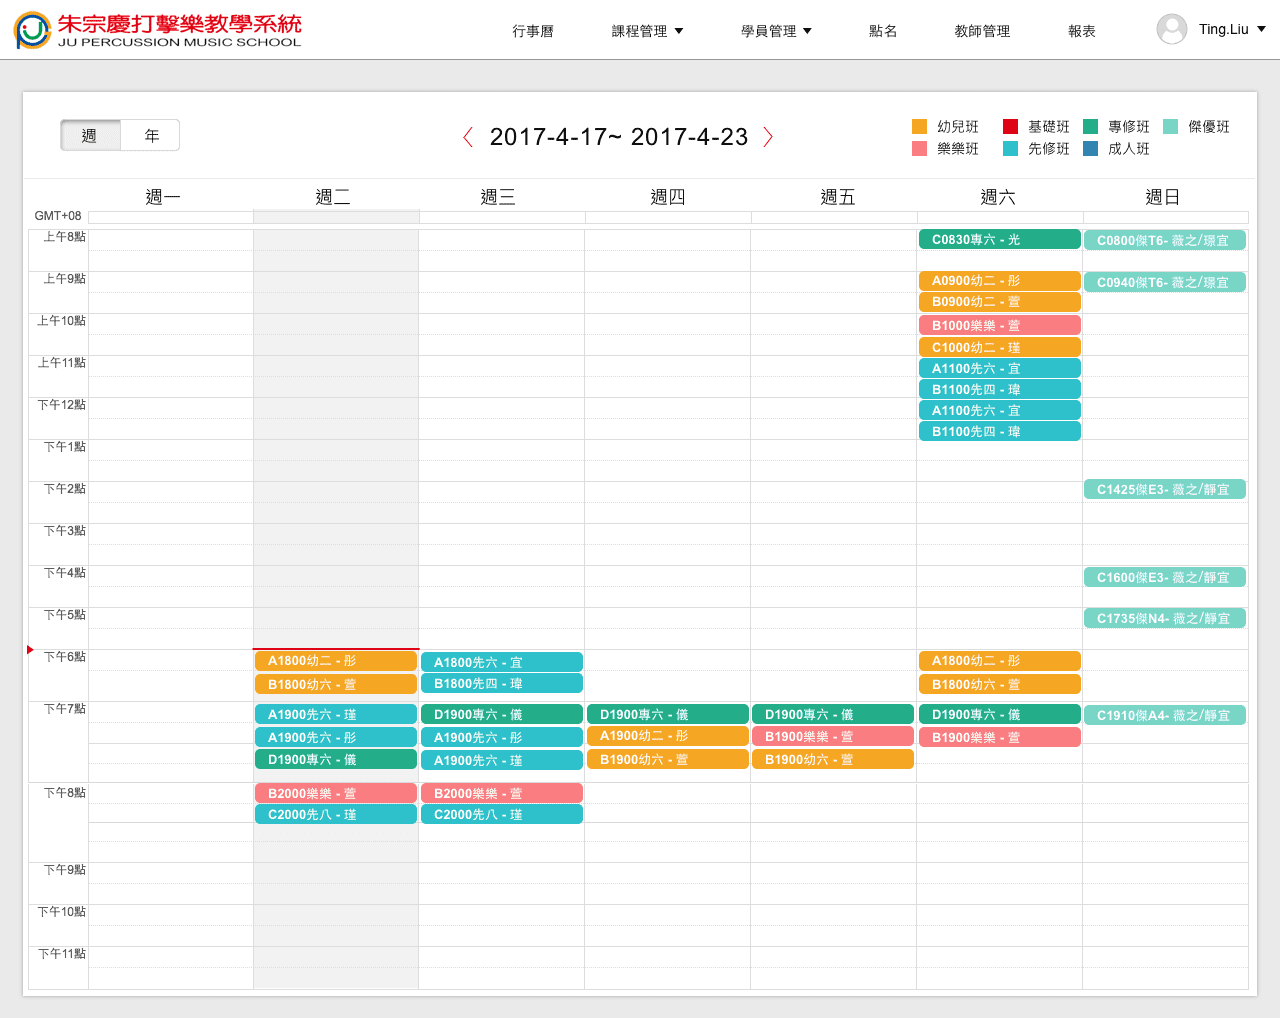 朱宗慶打擊樂教學系統
JU PERCUSSION MUSIC SCHOOL
行事曆 課程管理 學員管理 點名 教師管理 報表 Ting.Liu
週 年
2017-4-17~ 2017-4-23
幼兒班 基礎班 專修班 傑優班
樂樂班 先修班 成人班
週一 週二 週三 週四 週五 週六 週日
GMT+08
上午8點 C0830專六 - 光 C0800傑T6- 薇之/璟宜
上午9點 A0900幼二 - 彤 C0940傑T6- 薇之/璟宜
B0900幼二 - 萱
上午10點 B1000樂樂 - 萱
C1000幼二 - 瑾
上午11點 A1100先六 - 宜
B1100先四 - 瑋
下午12點 A1100先六 - 宜
B1100先四 - 瑋
下午1點
下午2點 C1425傑E3- 薇之/靜宜
下午3點
下午4點 C1600傑E3- 薇之/靜宜
下午5點 C1735傑N4- 薇之/靜宜
下午6點 A1800幼二 - 彤 A1800先六 - 宜 A1800幼二 - 彤
B1800幼六 - 萱 B1800先四 - 瑋 B1800幼六 - 萱
下午7點 A1900先六 - 瑾 D1900專六 - 儀 D1900專六 - 儀 D1900專六 - 儀 D1900專六 - 儀 C1910傑A4- 薇之/靜宜
A1900先六 - 彤 A1900先六 - 彤 A1900幼二 - 彤 B1900樂樂 - 萱 B1900樂樂 - 萱
D1900專六 - 儀 A1900先六 - 瑾 B1900幼六 - 萱 B1900幼六 - 萱
下午8點 B2000樂樂 - 萱 B2000樂樂 - 萱
C2000先八 - 瑾 C2000先八 - 瑾
下午9點
下午10點
下午11點